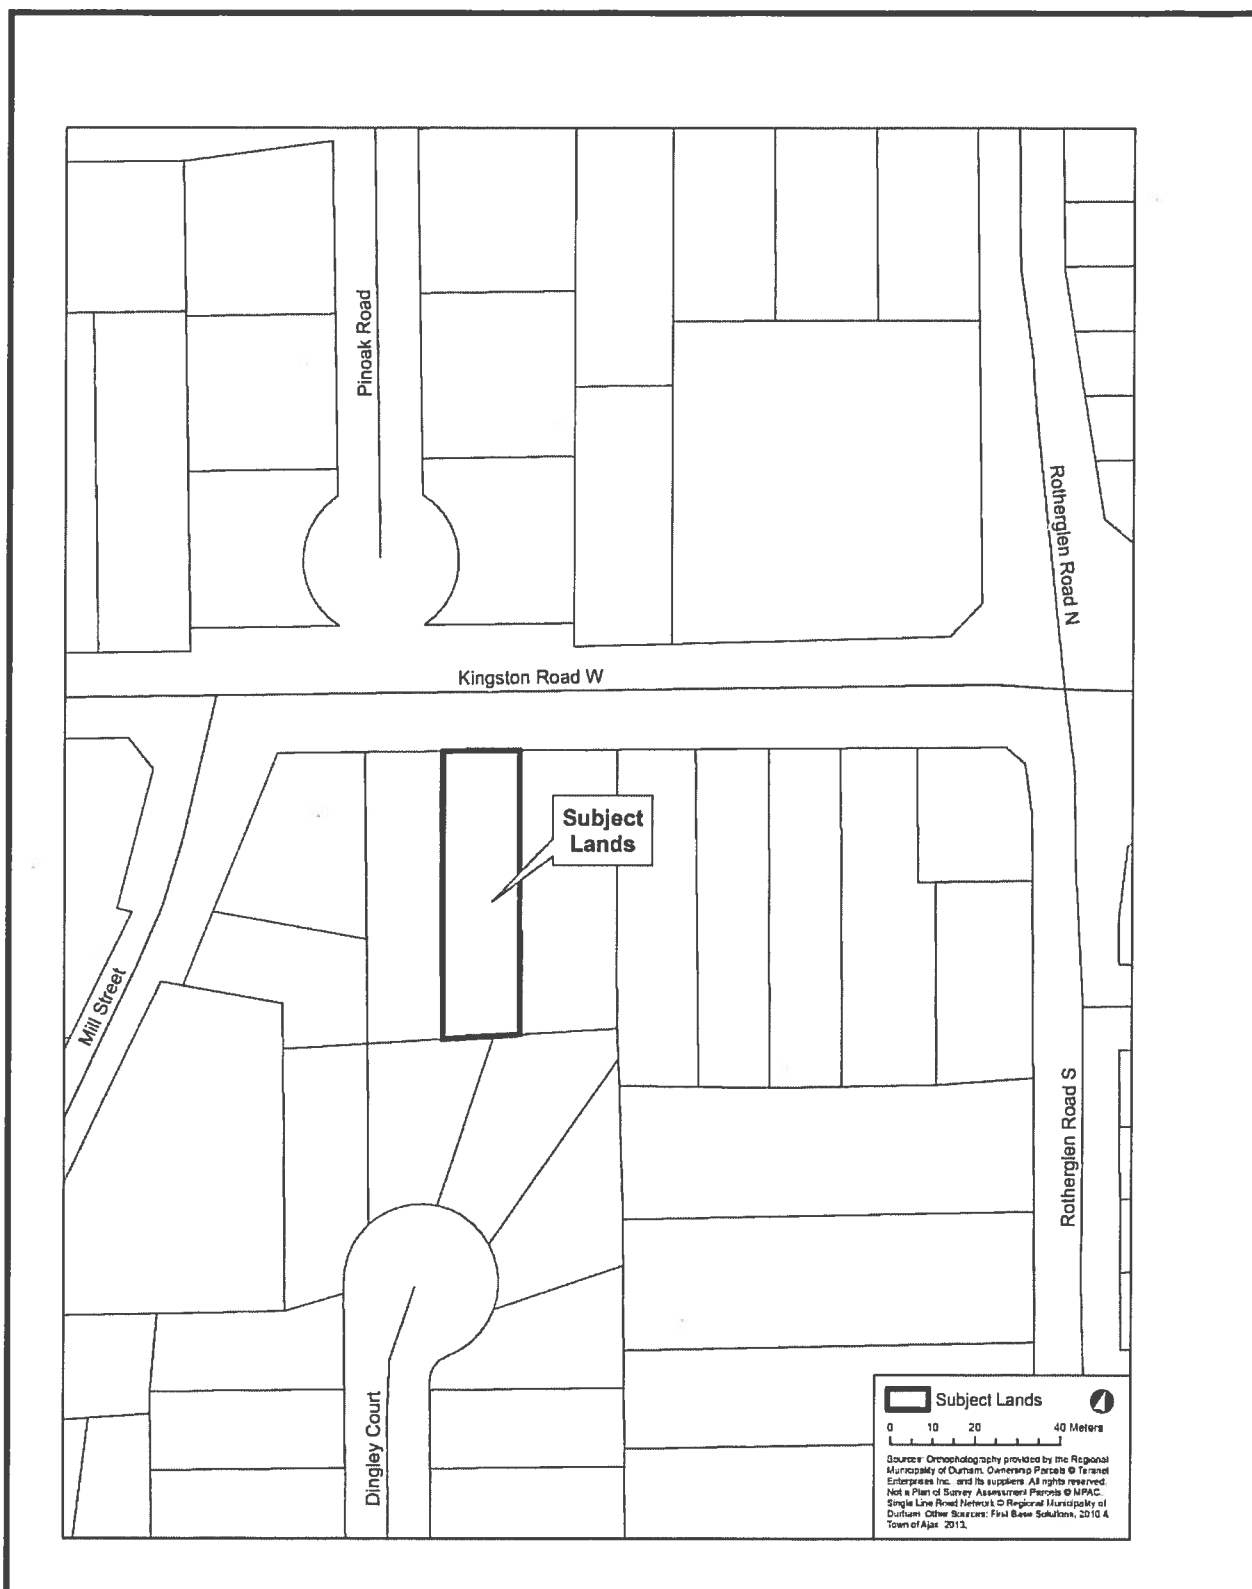 Pinoak Road
Rotherglen Road N
Kingston Road W
Subject
Lands
Mill Street
Rotherglen Road S
Dingley Court
Subject Lands
0 10 20 40 Meters
Sources: Orthophotography provided by the Regional
Municipality of Durham. Ownership Parcels © Teranet
Enterprises Inc. and its suppliers. All rights reserved.
Not a Plan of Survey. Assessment Parcels © MPAC.
Single Line Road Network © Regional Municipality of
Durham. Other Sources: First Base Solutions, 2010 &
Town of Ajax 2013.